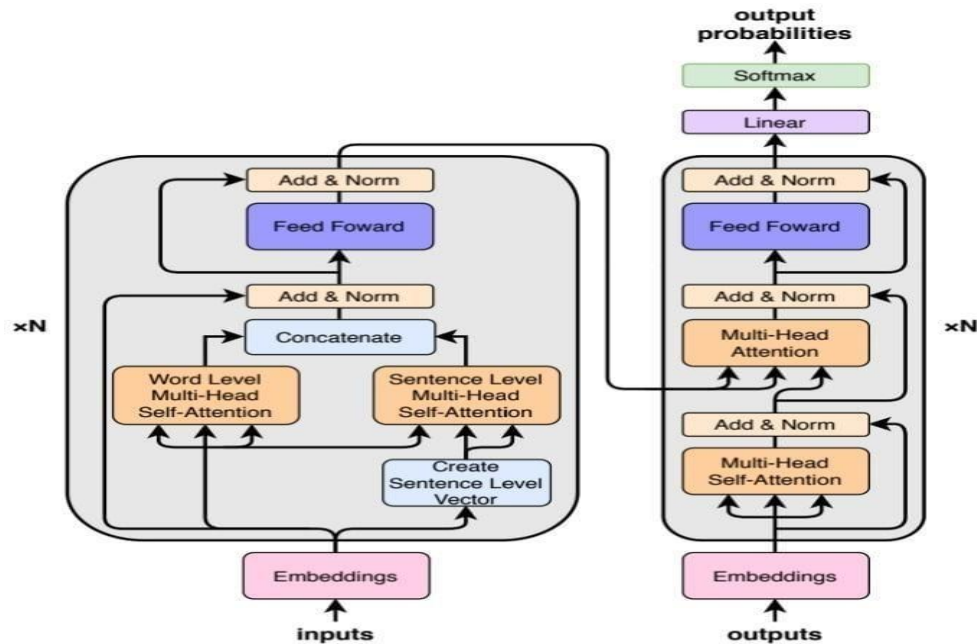 output
probabilities
Softmax
Linear
Add & Norm
Feed Foward
Add & Norm
Concatenate
Word Level
Multi-Head
Self-Attention
Sentence Level
Multi-Head
Self-Attention
Create
Sentence Level
Vector
×N
Embeddings
inputs
Add & Norm
Feed Foward
Add & Norm
Multi-Head
Attention
×N
Add & Norm
Multi-Head
Self-Attention
Embeddings
outputs